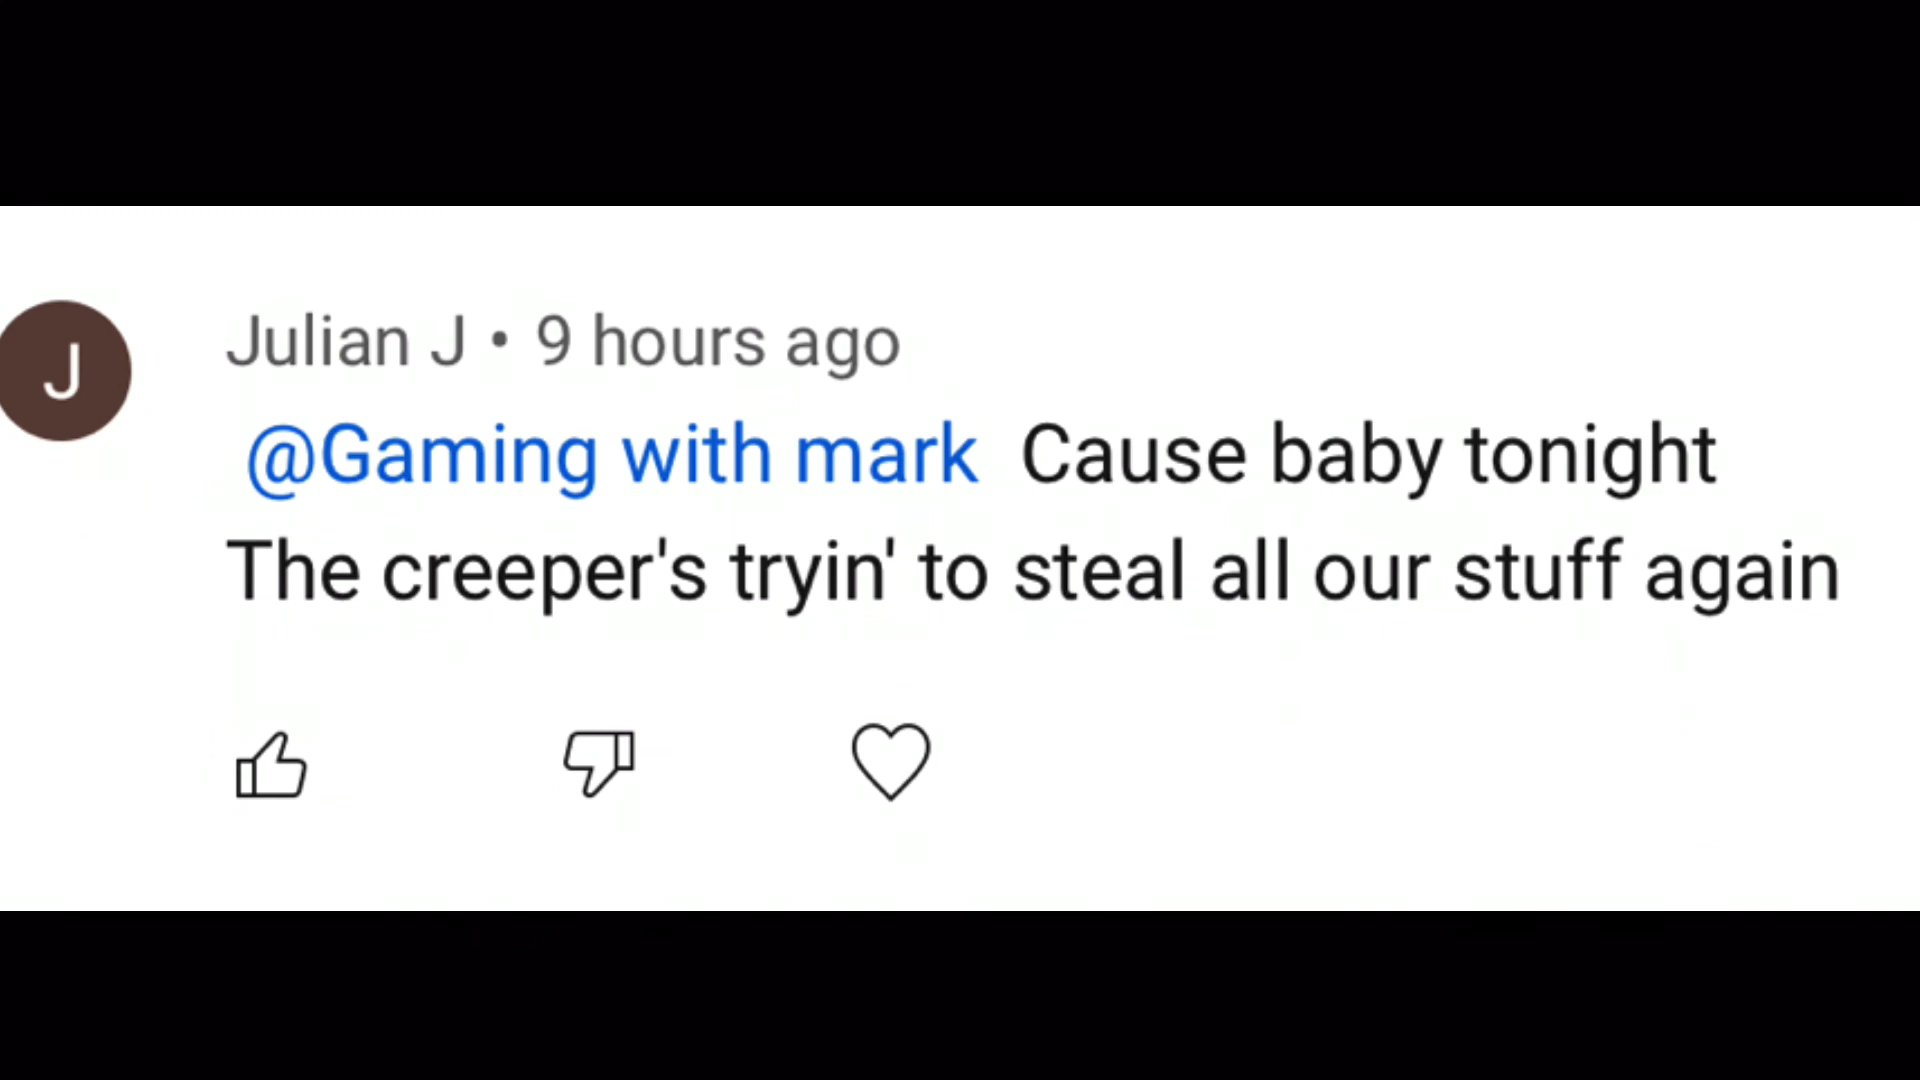 J
Julian J • 9 hours ago
@Gaming with mark Cause baby tonight
The creeper's tryin' to steal all our stuff again